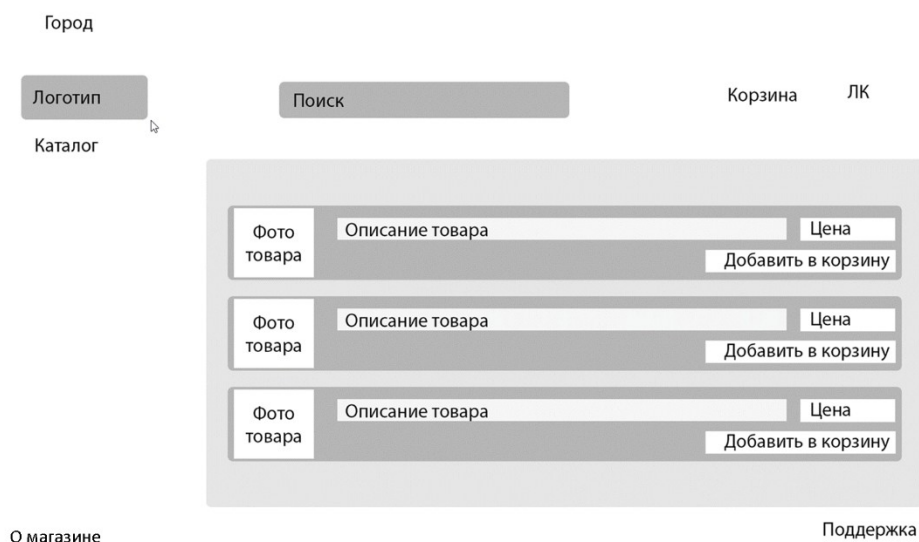 Город
Логотип
Поиск
Корзина
ЛК
Каталог
Фото
товара
Описание товара
Цена
Добавить в корзину
Фото
товара
Описание товара
Цена
Добавить в корзину
Фото
товара
Описание товара
Цена
Добавить в корзину
О магазине
Поддержка